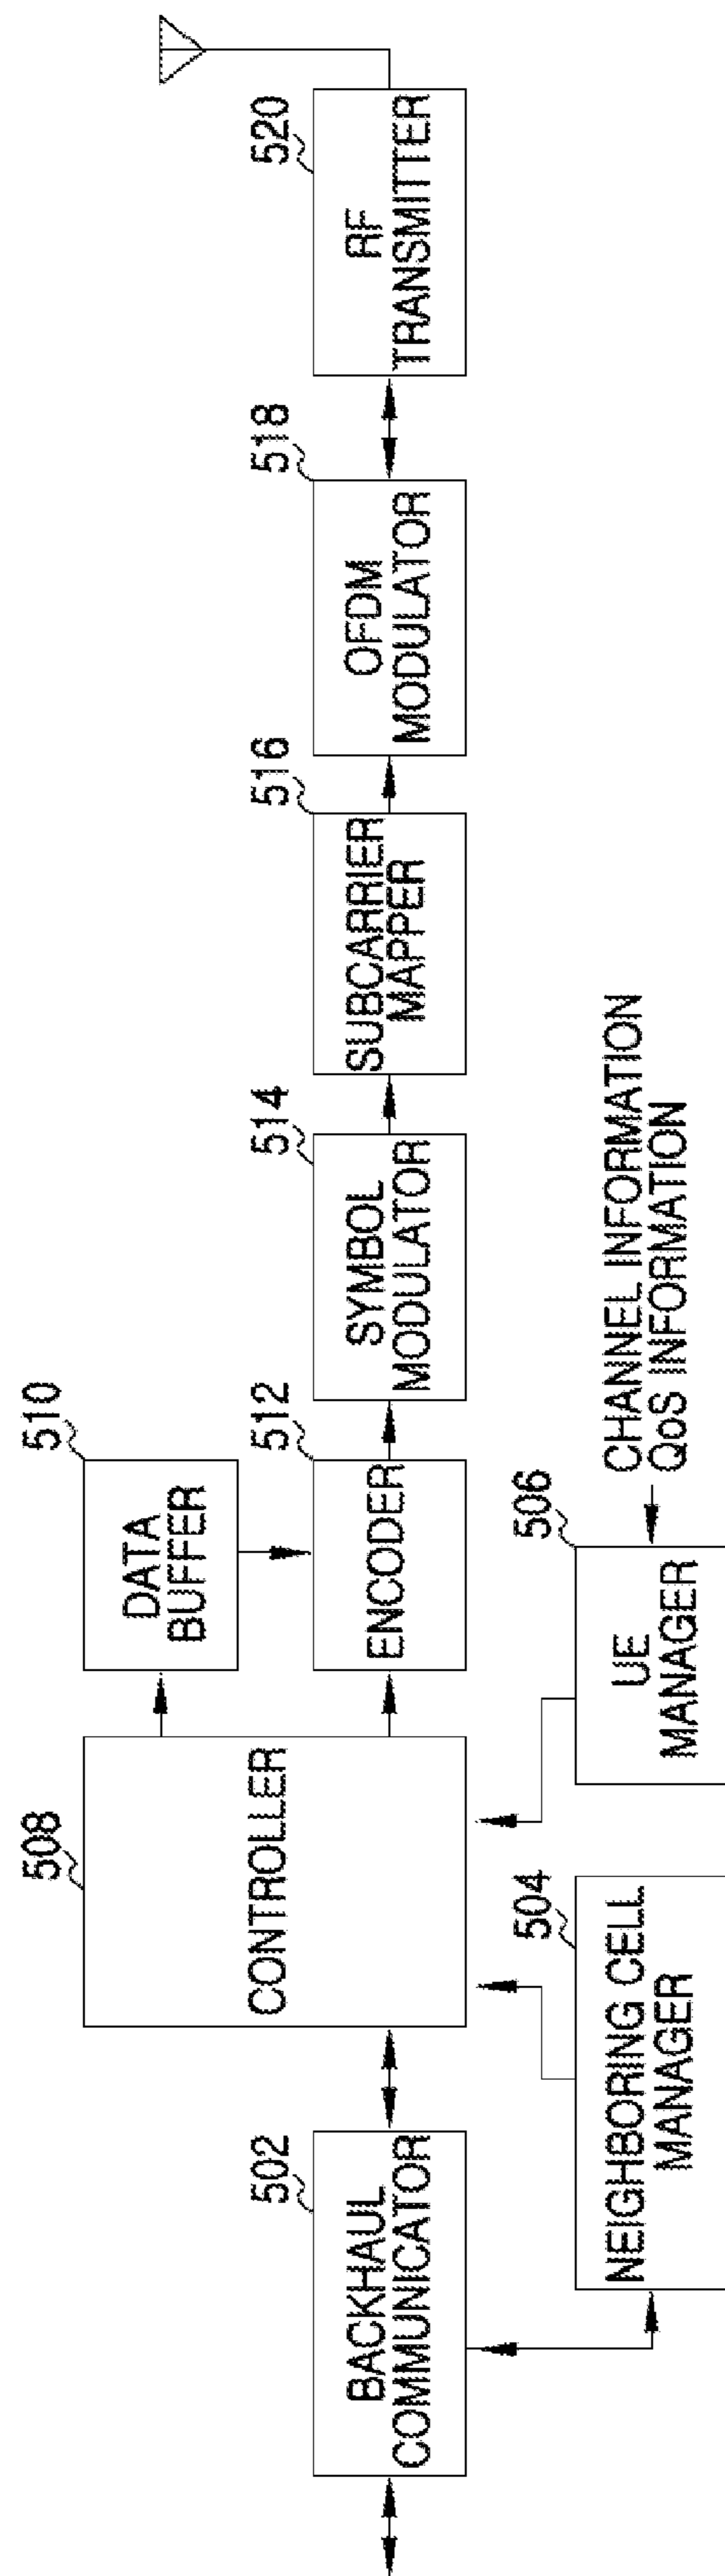 502
BACKHAUL
COMMUNICATOR
504
NEIGHBORING CELL
MANAGER
508
CONTROLLER
506
UE
MANAGER
CHANNEL INFORMATION
QoS INFORMATION
510
DATA
BUFFER
512
ENCODER
514
SYMBOL
MODULATOR
516
SUBCARRIER
MAPPER
518
OFDM
MODULATOR
520
RF
TRANSMITTER